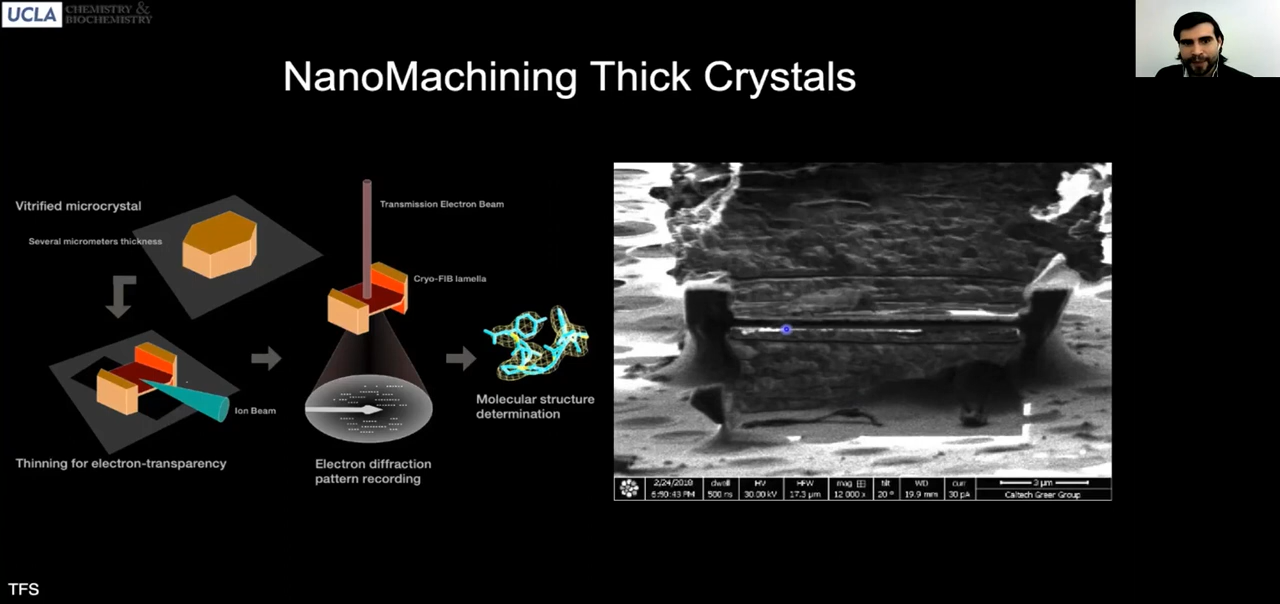 UCLA CHEMISTRY &
BIOCHEMISTRY
NanoMachining Thick Crystals
Vitrified microcrystal
Several micrometers thickness
Transmission Electron Beam
Cryo-FIB lamella
Ion Beam
Thinning for electron-transparency
Electron diffraction
pattern recording
Molecular structure
determination
2/24/2018 dwell HV HFW mag tilt WD curr 3 µm
6:50:43 PM 500 ns 30.00 kV 17.3 µm 12 000 x 20 ° 19.9 mm 30 pA Caltech Greer Group
TFS